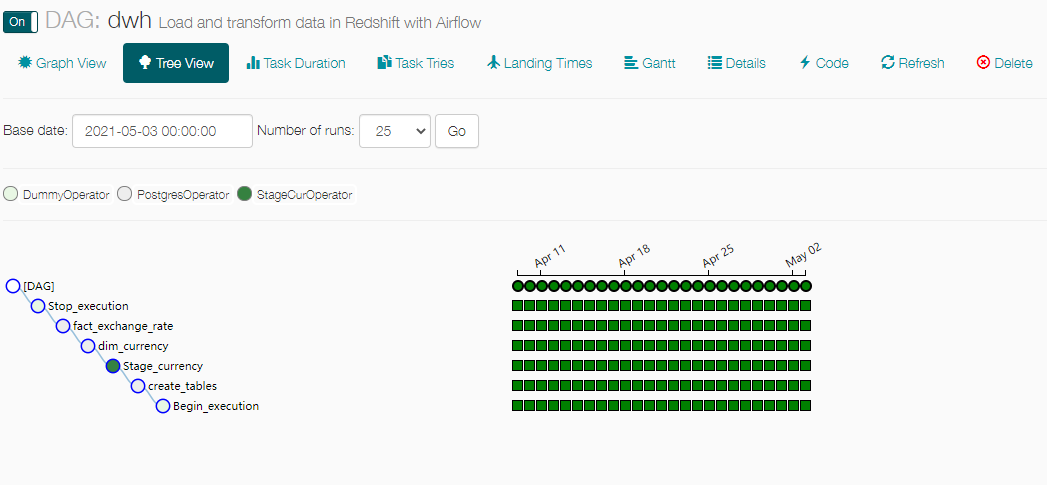 On DAG: dwh Load and transform data in Redshift with Airflow
Graph View Tree View Task Duration Task Tries Landing Times Gantt Details Code Refresh Delete
Base date: 2021-05-03 00:00:00 Number of runs: 25 Go
DummyOperator PostgresOperator StageCurOperator
Apr 11 Apr 18 Apr 25 May 02
[DAG]
Stop_execution
fact_exchange_rate
dim_currency
Stage_currency
create_tables
Begin_execution